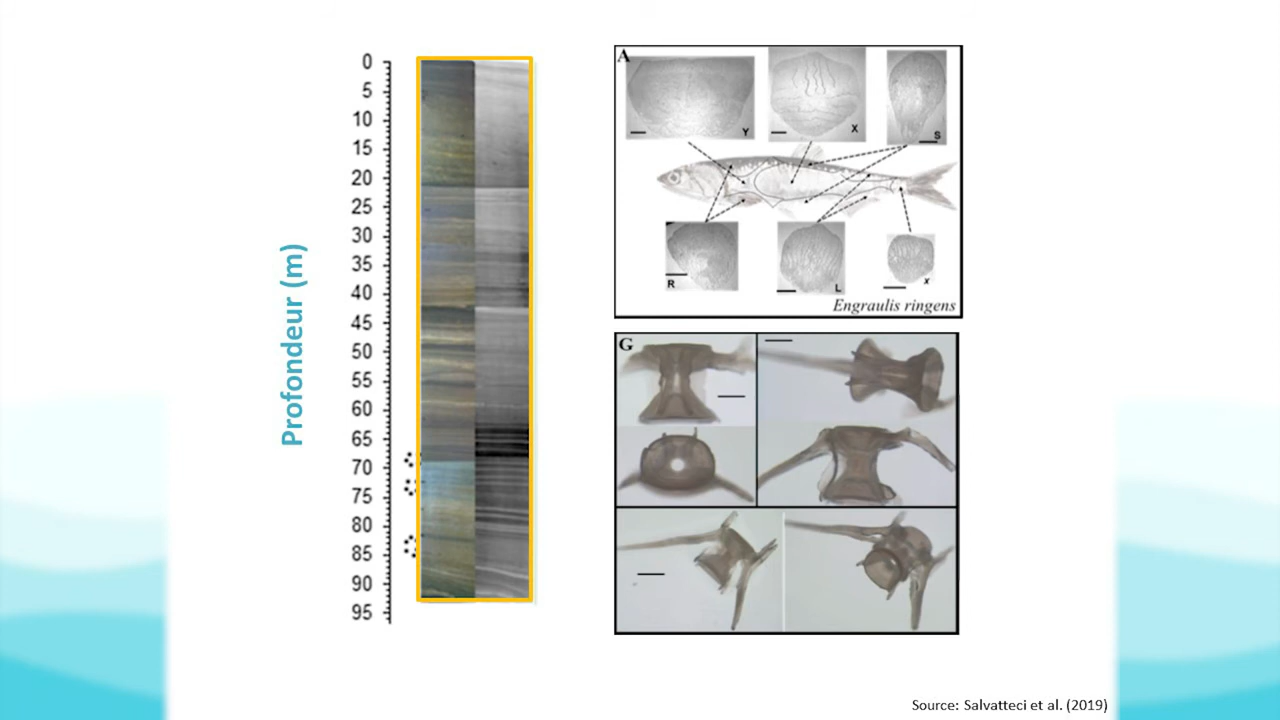 Profondeur (m)
0
5
10
15
20
25
30
35
40
45
50
55
60
65
70
75
80
85
90
95
A
Y
X
S
R
L
x
Engraulis ringens
G
Source: Salvatteci et al. (2019)